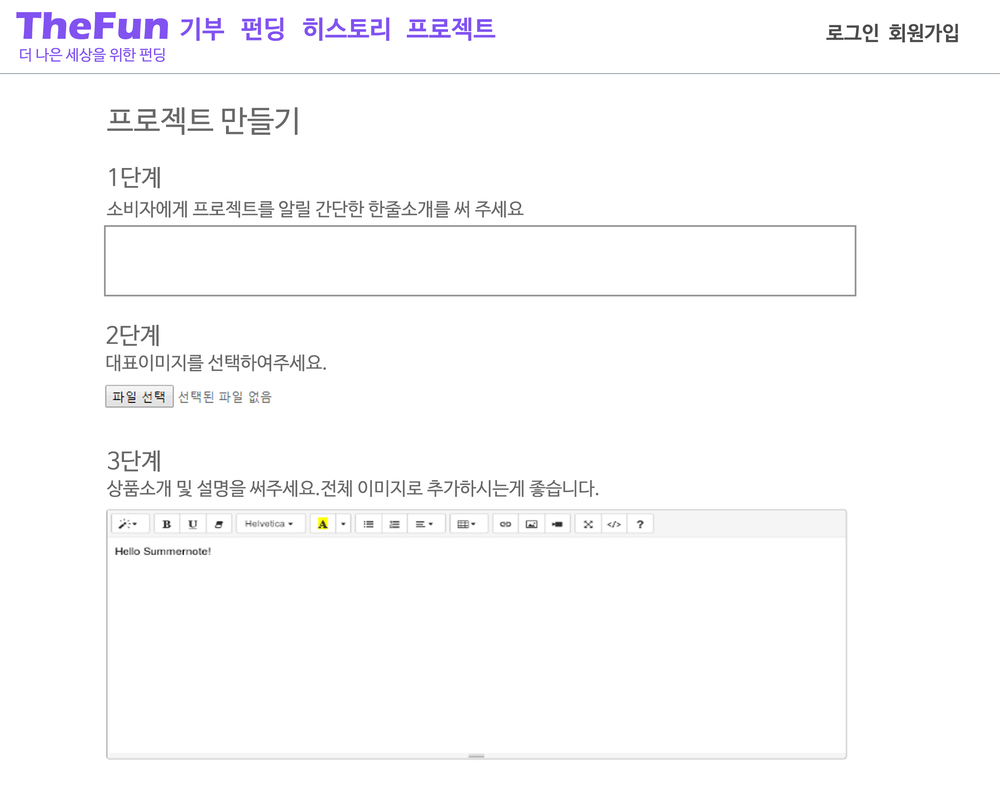 TheFun 기부 펀딩 히스토리 프로젝트 로그인 회원가입
더 나은 세상을 위한 펀딩
프로젝트 만들기
1단계
소비자에게 프로젝트를 알릴 간단한 한줄소개를 써 주세요
2단계
대표이미지를 선택하여주세요.
파일 선택 선택된 파일 없음
3단계
상품소개 및 설명을 써주세요.전체 이미지로 추가하시는게 좋습니다.
B U Helvetica A </> ?
Hello Summernote!